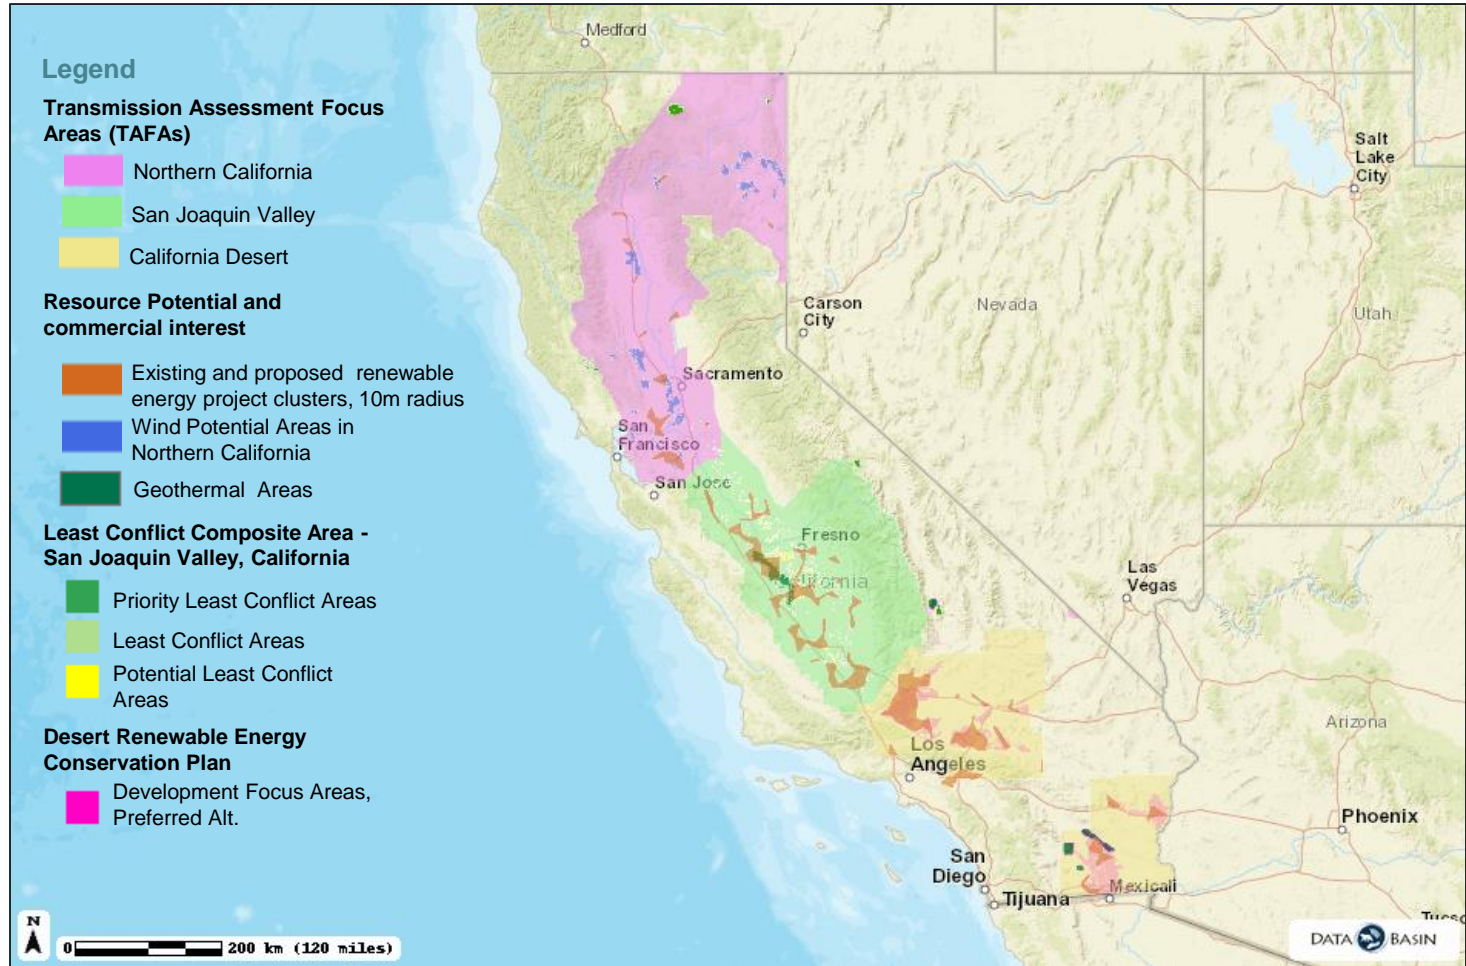 Legend
Transmission Assessment Focus
Areas (TAFAs)
Northern California
San Joaquin Valley
California Desert
Resource Potential and
commercial interest
Existing and proposed renewable
energy project clusters, 10m radius
Wind Potential Areas in
Northern California
Geothermal Areas
Least Conflict Composite Area -
San Joaquin Valley, California
Priority Least Conflict Areas
Least Conflict Areas
Potential Least Conflict
Areas
Desert Renewable Energy
Conservation Plan
Development Focus Areas,
Preferred Alt.
Medford
Salt
Lake
City
Carson
City
Nevada
Utah
Sacramento
San
Francisco
San Jose
Fresno
lifornia
Las
Vegas
Los
Angeles
Arizona
Phoenix
San
Diego
Tijuana
Mexicali
Tucso
N
0 200 km (120 miles)
DATA BASIN